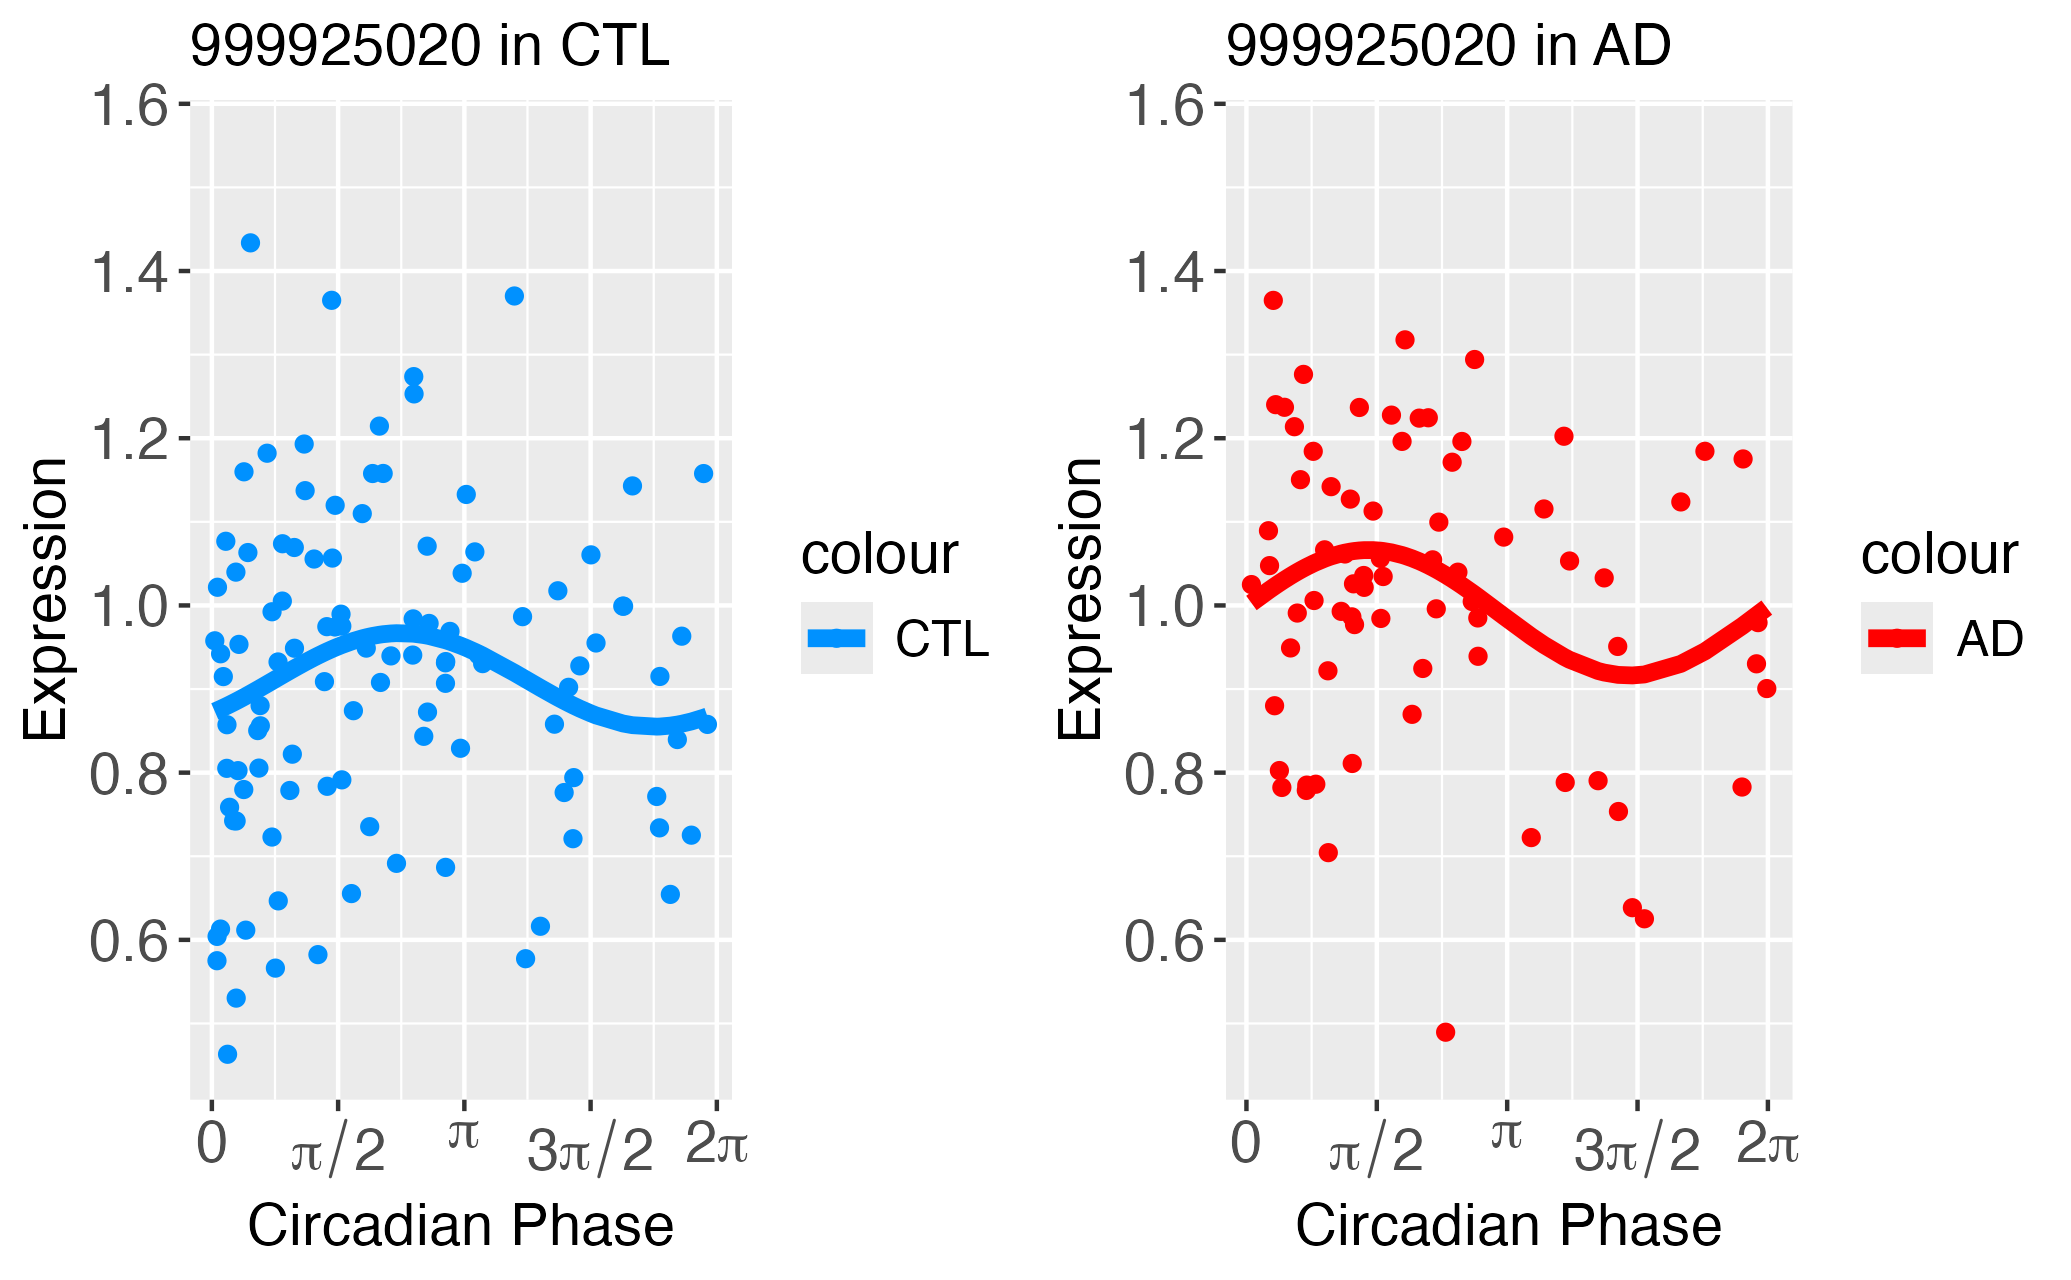 999925020 in CTL
1.6
1.4
1.2
1.0
0.8
0.6
Expression
0
π/2
π
3π/2
2π
Circadian Phase
colour
CTL
999925020 in AD
1.6
1.4
1.2
1.0
0.8
0.6
Expression
0
π/2
π
3π/2
2π
Circadian Phase
colour
AD